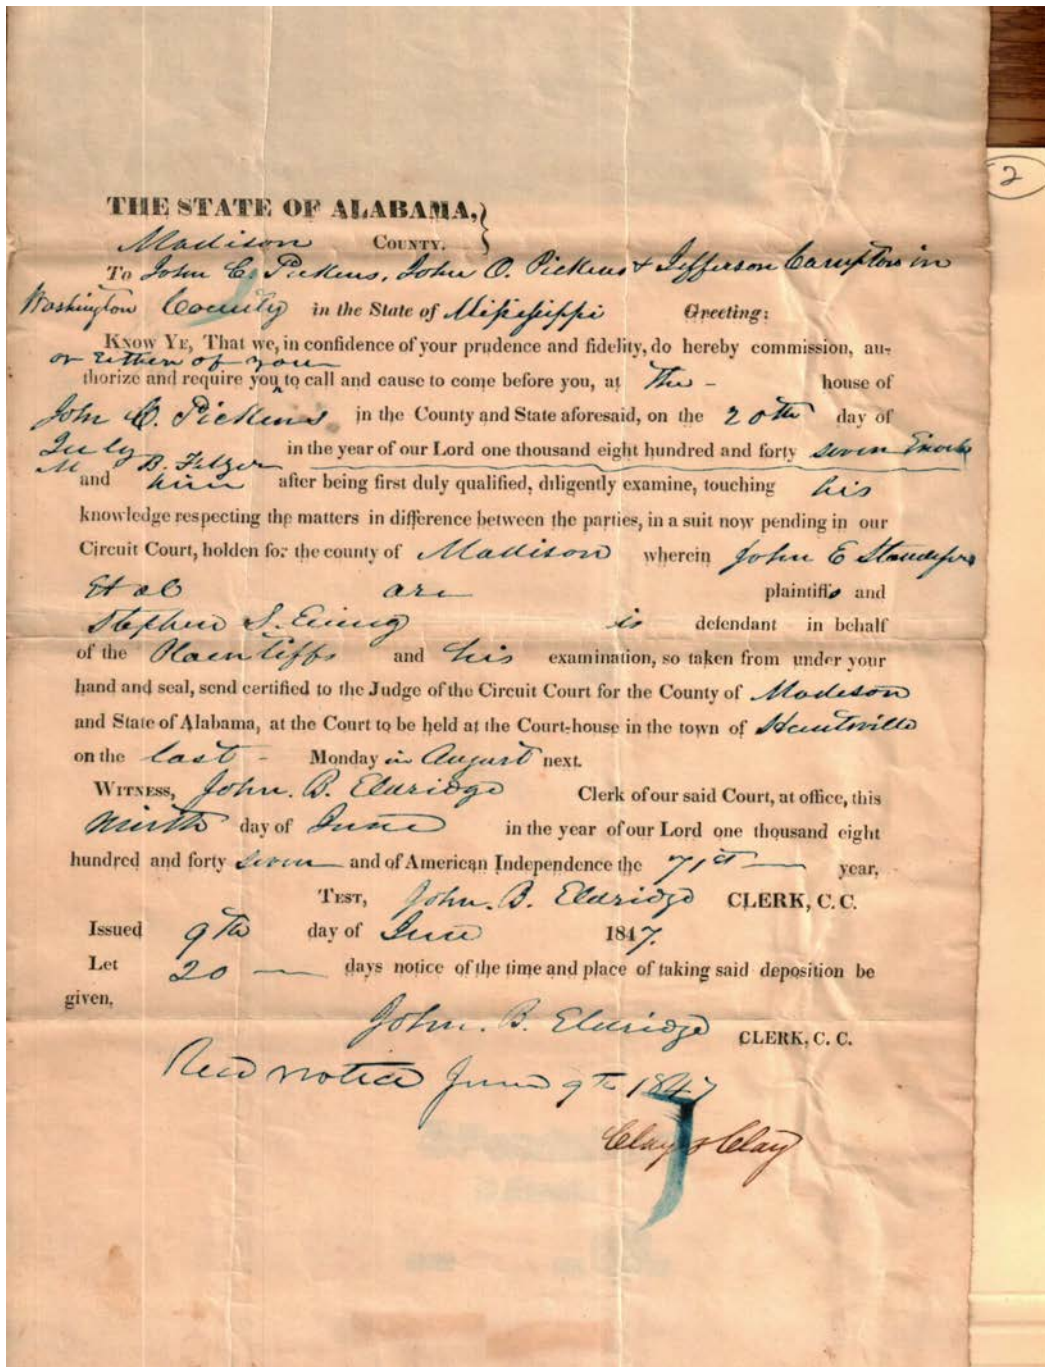 2
THE STATE OF ALABAMA,
Madison COUNTY.
To John C. Pickens, John O. Pickens & Jefferson Compton in
Washington County in the State of Mississippi Greeting:
KNOW YE, That we, in confidence of your prudence and fidelity, do hereby commission, au-
or Either of you
thorize and require you to call and cause to come before you, at The - house of
John C. Pickens in the County and State aforesaid, on the 20th day of
July in the year of our Lord one thousand eight hundred and forty seven Enoch
M B. Felzer
and him after being first duly qualified, diligently examine, touching his
knowledge respecting the matters in difference between the parties, in a suit now pending in our
Circuit Court, holden for the county of Madison wherein John E Standefer
Et al are plaintiffs and
Stephen S. Ewing is defendant in behalf
of the Plaintiffs and his examination, so taken from under your
hand and seal, send certified to the Judge of the Circuit Court for the County of Madison
and State of Alabama, at the Court to be held at the Court-house in the town of Huntsville
on the last - Monday in August next.
WITNESS, John. B. Eldridge Clerk of our said Court, at office, this
Ninth day of June in the year of our Lord one thousand eight
hundred and forty seven and of American Independence the 71st year,
TEST, John. B. Eldridge CLERK, C. C.
Issued 9th day of June 1847.
Let 20 days notice of the time and place of taking said deposition be
given,
John. B. Eldridge CLERK, C. C.
Recd notice June 9th 1847
Clay & Clay